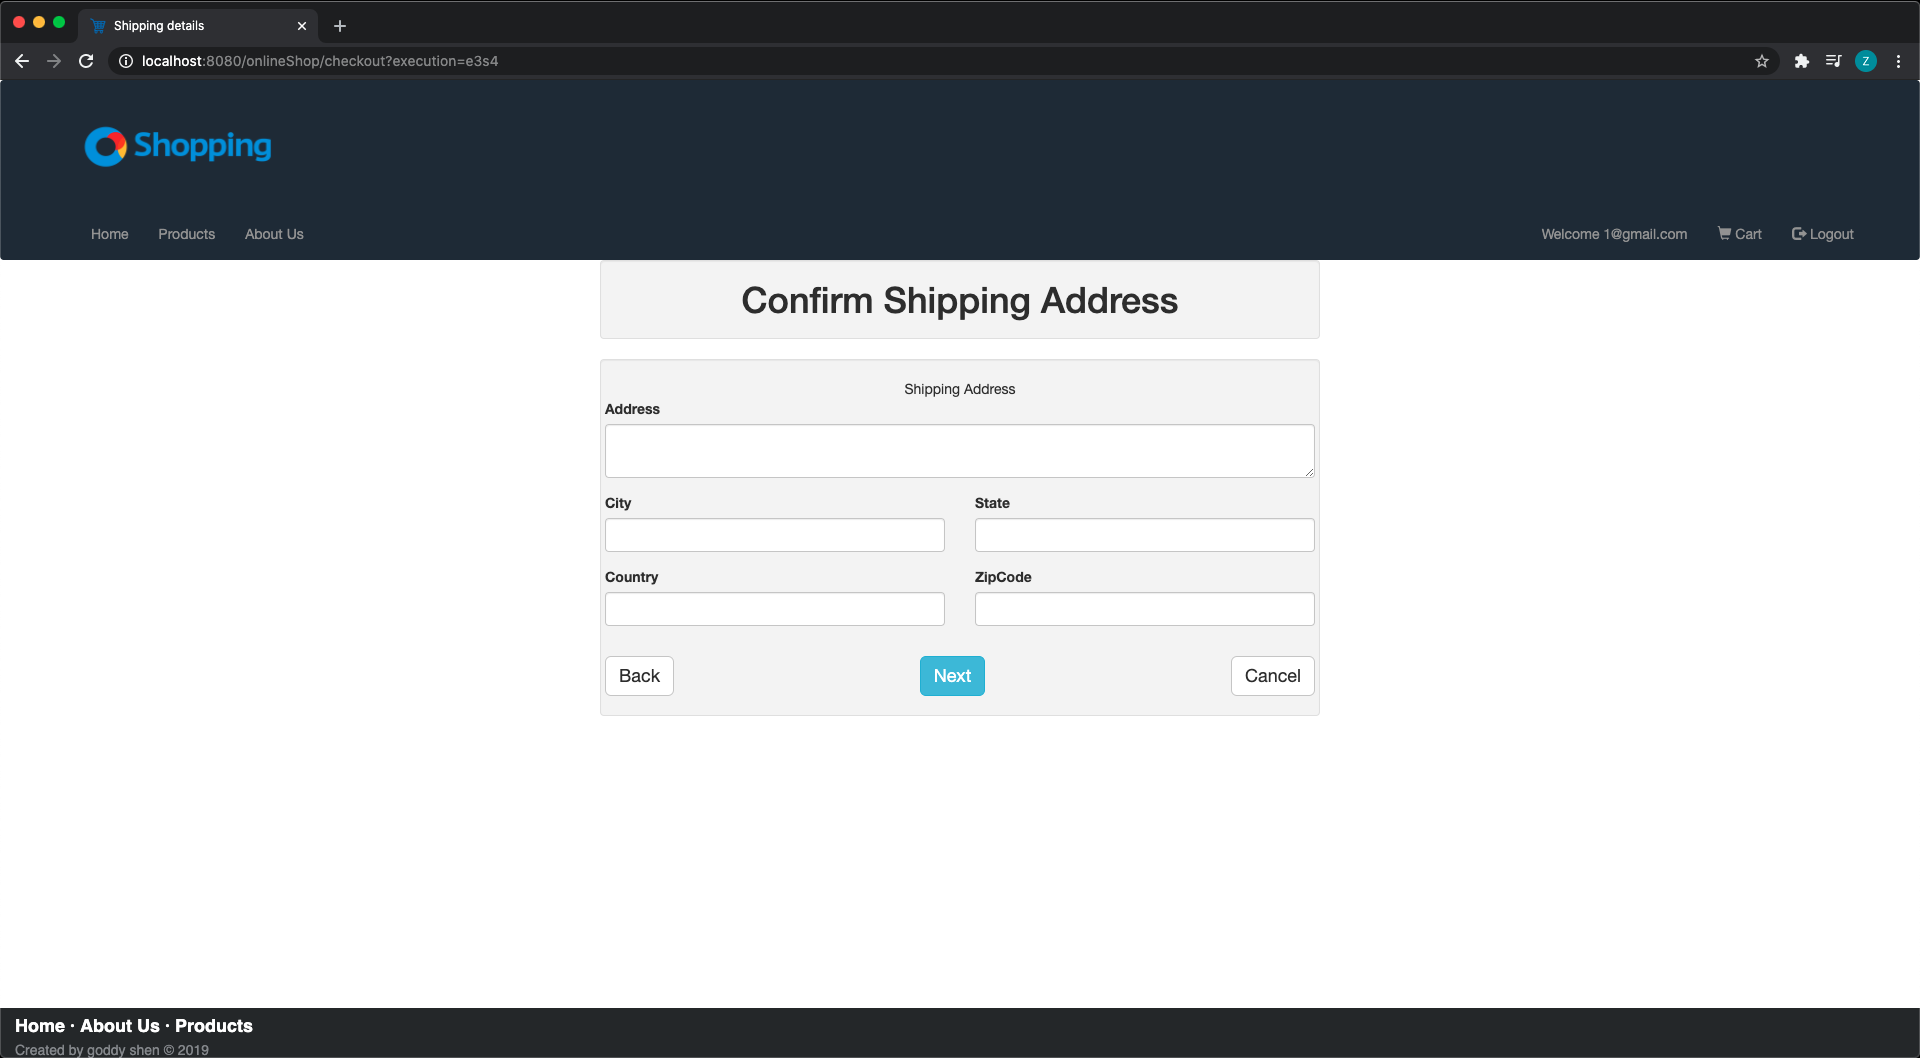 Shipping details
localhost:8080/onlineShop/checkout?execution=e3s4
Z
Shopping
Home Products About Us Welcome 1@gmail.com Cart Logout
Confirm Shipping Address
Shipping Address
Address
City State
Country ZipCode
Back Next Cancel
Home · About Us · Products
Created by goddy shen © 2019